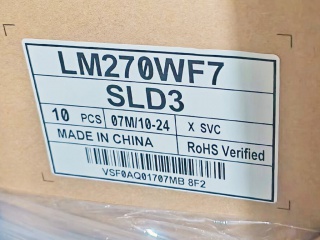 LM270WF7
SLD3
10 PCS 07M/10-24 X SVC
MADE IN CHINA RoHS Verified
VSF0AQ01707MB 8F2